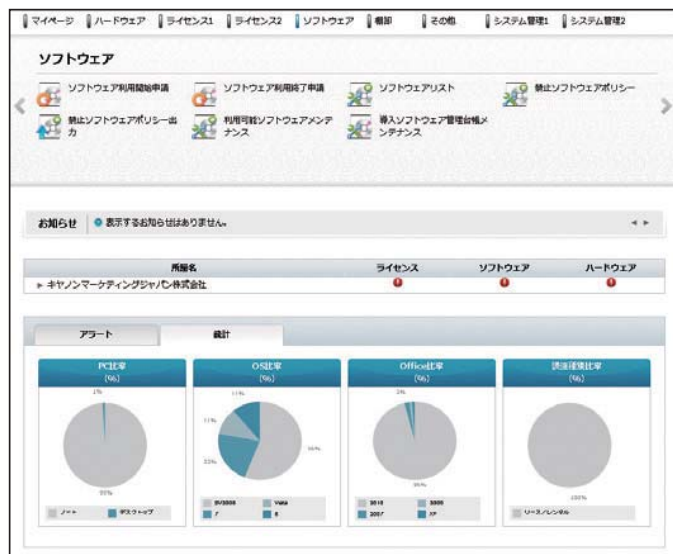 マイページ ハードウェア ライセンス1 ライセンス2 ソフトウェア 棚卸 その他 システム管理1 システム管理2
ソフトウェア
ソフトウェア利用開始申請 ソフトウェア利用終了申請 ソフトウェアリスト 禁止ソフトウェアポリシー
禁止ソフトウェアポリシー出力 利用可能ソフトウェアメンテナンス 導入ソフトウェア管理台帳メンテナンス
お知らせ 表示するお知らせはありません。
所属名 ライセンス ソフトウェア ハードウェア
キヤノンマーケティングジャパン株式会社
アラート 統計
PC比率 (%)
1%
99%
ノート デスクトップ
OS比率 (%)
11%
11%
22%
56%
Vista
7 8
Office比率 (%)
2010
2007 XP
調達種別比率 (%)
100%
リース/レンタル